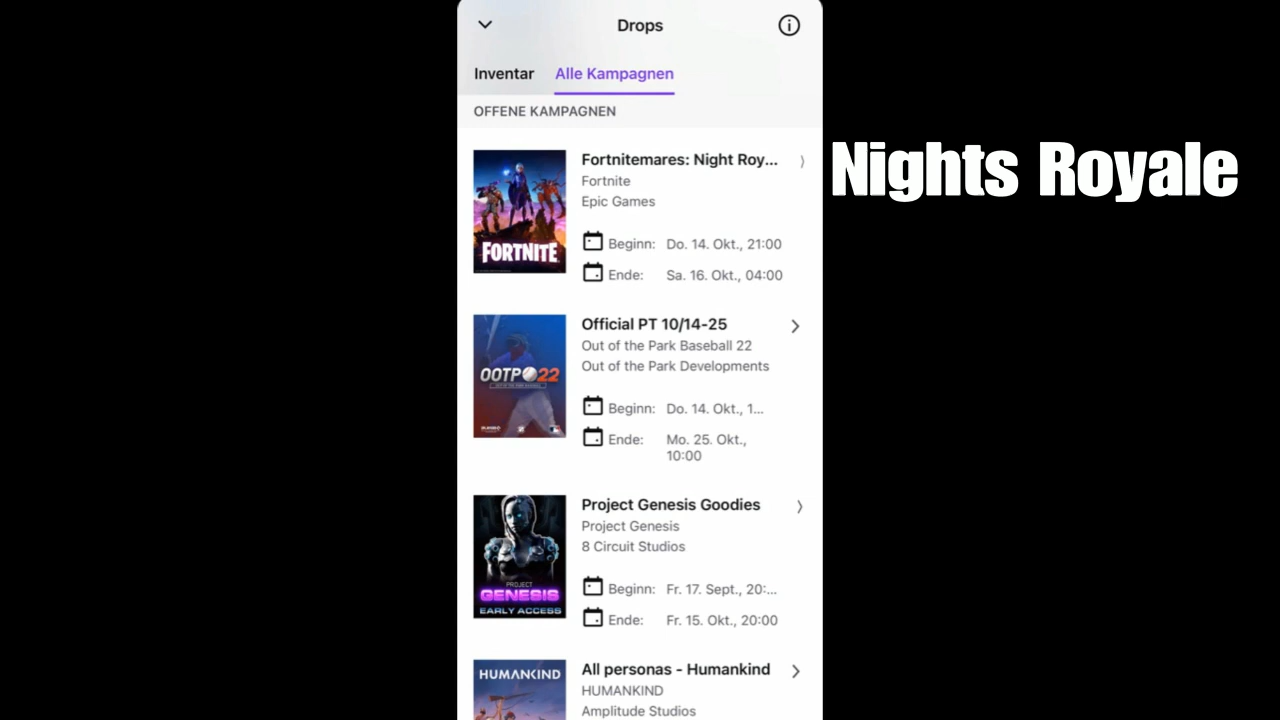 Drops
Inventar
Alle Kampagnen
OFFENE KAMPAGNEN
Fortnitemares: Night Roy...
Fortnite
Epic Games
Beginn: Do. 14. Okt., 21:00
Ende: Sa. 16. Okt., 04:00
FORTNITE
Nights Royale
Official PT 10/14-25
Out of the Park Baseball 22
Out of the Park Developments
Beginn: Do. 14. Okt., 1...
Ende: Mo. 25. Okt.,
10:00
OOTP 22
Project Genesis Goodies
Project Genesis
8 Circuit Studios
Beginn: Fr. 17. Sept., 20:...
Ende: Fr. 15. Okt., 20:00
PROJECT
GENESIS
EARLY ACCESS
All personas - Humankind
HUMANKIND
Amplitude Studios
HUMANKIND